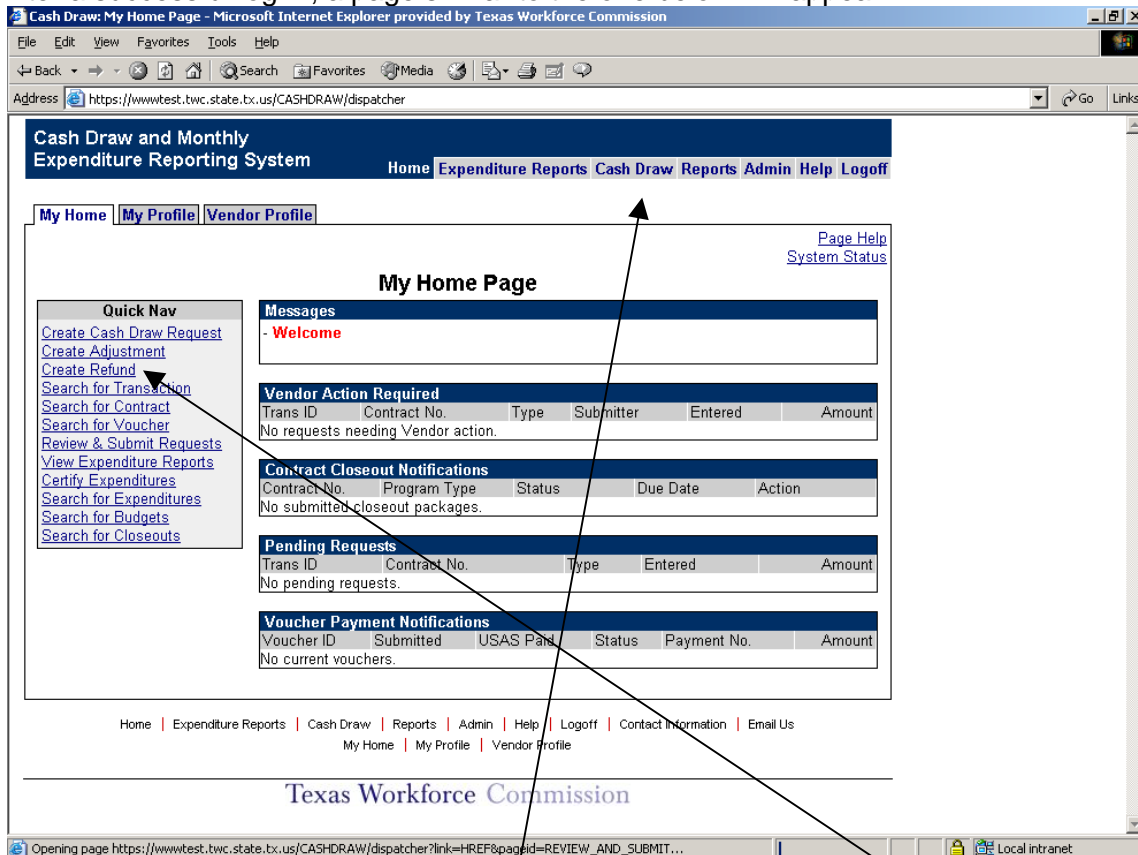 Cash Draw: My Home Page - Microsoft Internet Explorer provided by Texas Workforce Commission
File Edit View Favorites Tools Help
Back Search Favorites Media
Address https://wwwtest.twc.state.tx.us/CASHDRAW/dispatcher Go Links
Cash Draw and Monthly
Expenditure Reporting System
Home Expenditure Reports Cash Draw Reports Admin Help Logoff
My Home My Profile Vendor Profile
Page Help
System Status
My Home Page
Quick Nav
Create Cash Draw Request
Create Adjustment
Create Refund
Search for Transaction
Search for Contract
Search for Voucher
Review & Submit Requests
View Expenditure Reports
Certify Expenditures
Search for Expenditures
Search for Budgets
Search for Closeouts
Messages
- Welcome
Vendor Action Required
Trans ID Contract No. Type Submitter Entered Amount
No requests needing Vendor action.
Contract Closeout Notifications
Contract No. Program Type Status Due Date Action
No submitted closeout packages.
Pending Requests
Trans ID Contract No. Type Entered Amount
No pending requests.
Voucher Payment Notifications
Voucher ID Submitted USAS Paid Status Payment No. Amount
No current vouchers.
Home | Expenditure Reports | Cash Draw | Reports | Admin | Help | Logoff | Contact Information | Email Us
My Home | My Profile | Vendor Profile
Texas Workforce Commission
Opening page https://wwwtest.twc.state.tx.us/CASHDRAW/dispatcher?link=HREF&pageid=REVIEW_AND_SUBMIT... Local intranet